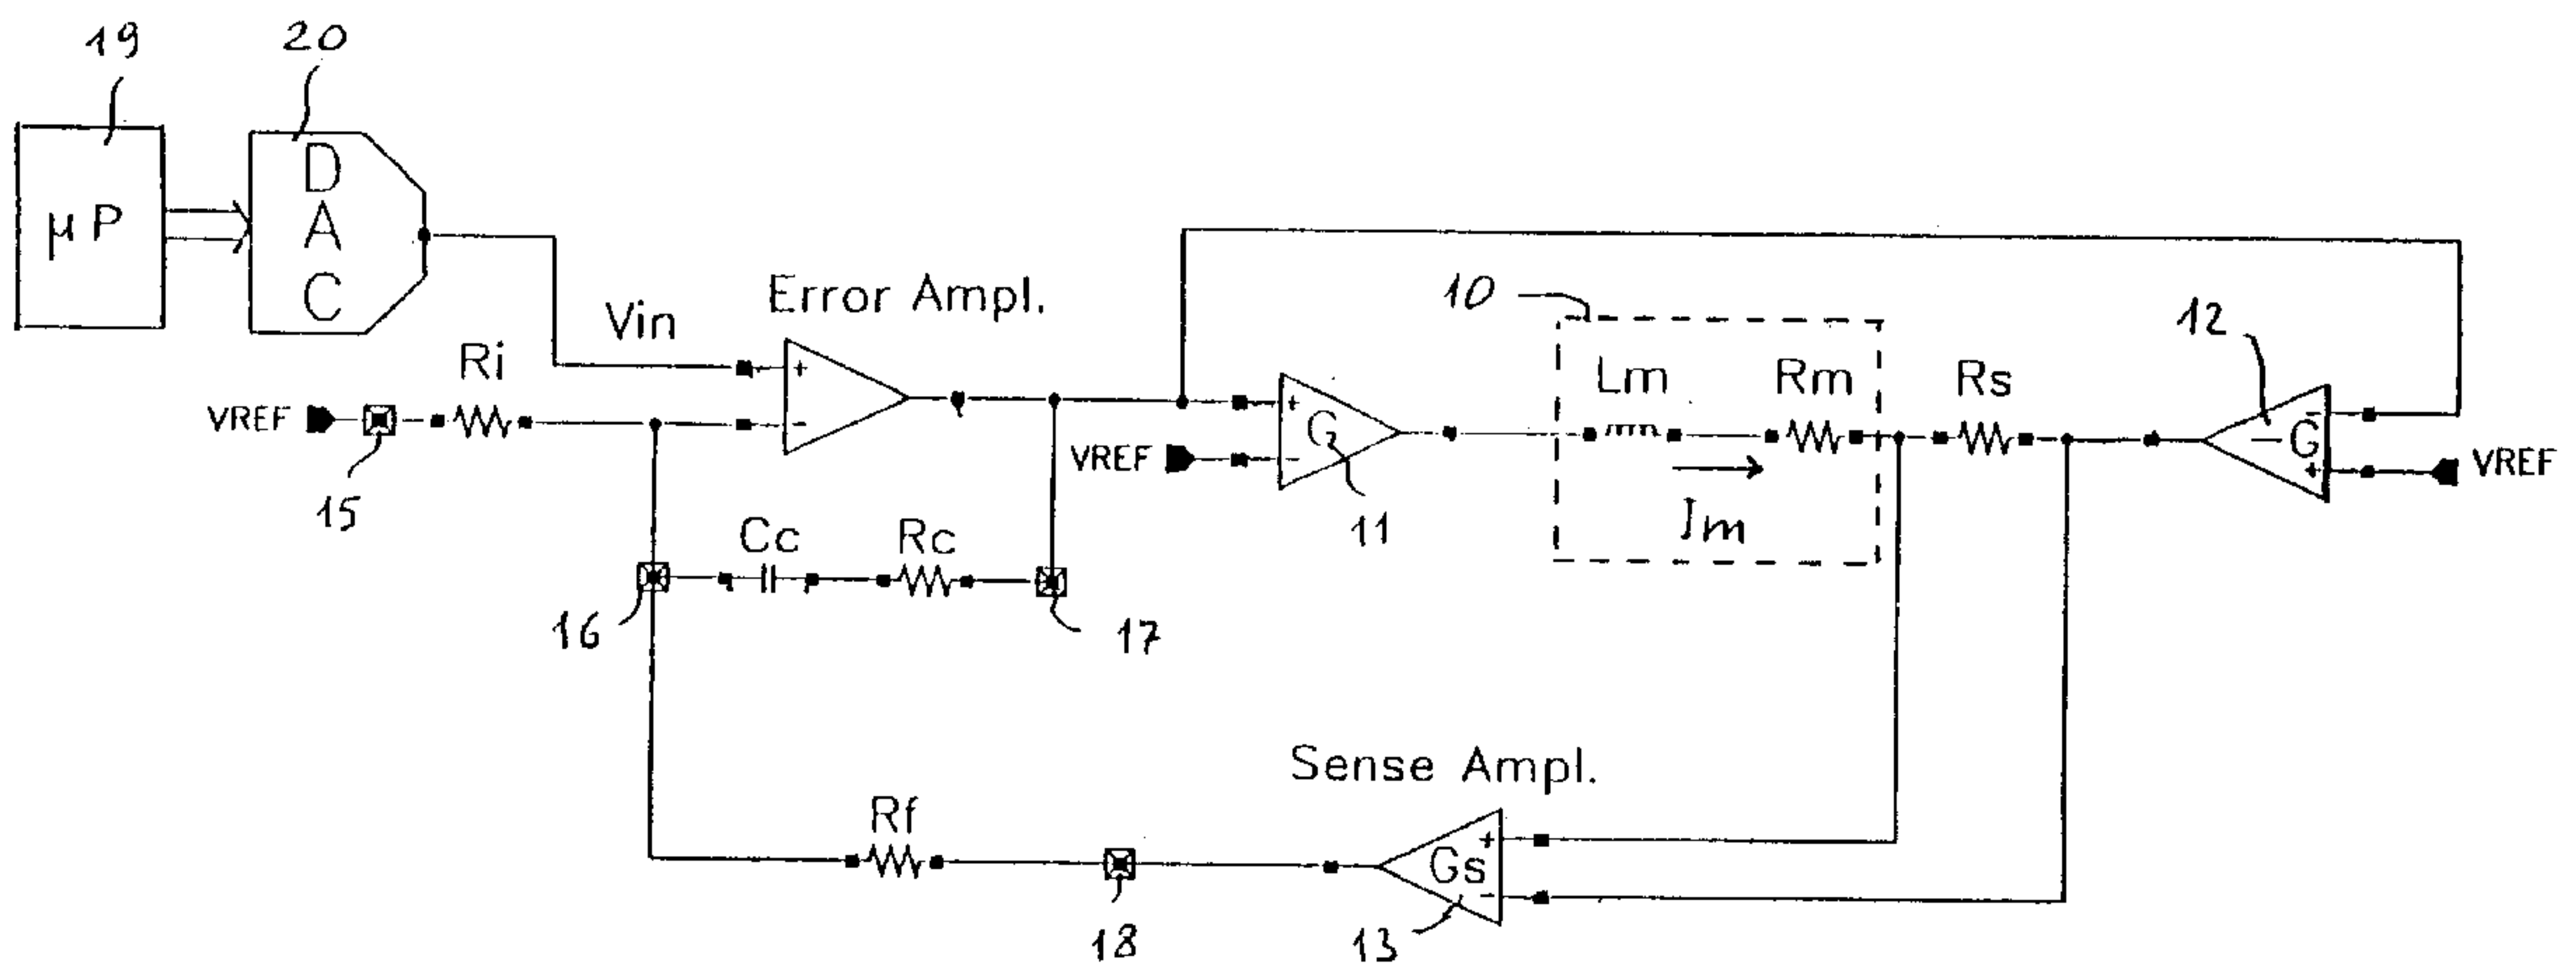 19
20
μP
D
A
C
Vin
Error Ampl.
10
12
Ri
+
VREF
-
15
+
G
VREF
-
11
Lm
Rm
Rs
Im
-
-G
+
VREF
Cc
Rc
16
17
Sense Ampl.
Rf
+
Gs
-
18
13